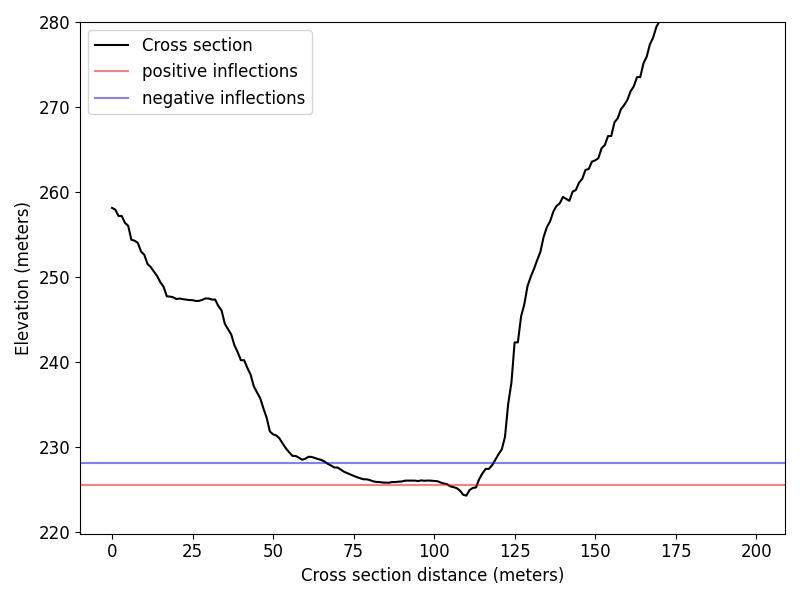 280
270
260
250
240
230
220
Elevation (meters)
Cross section
positive inflections
negative inflections
0 25 50 75 100 125 150 175 200
Cross section distance (meters)